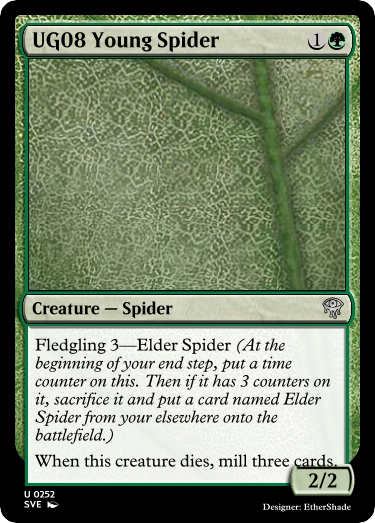 UG08 Young Spider 1
Creature — Spider
Fledgling 3—Elder Spider (At the
beginning of your end step, put a time
counter on this. Then if it has 3 counters on
it, sacrifice it and put a card named Elder
Spider from your elsewhere onto the
battlefield.)
When this creature dies, mill three cards.
2/2
U 0252
SVE
Designer: EtherShade